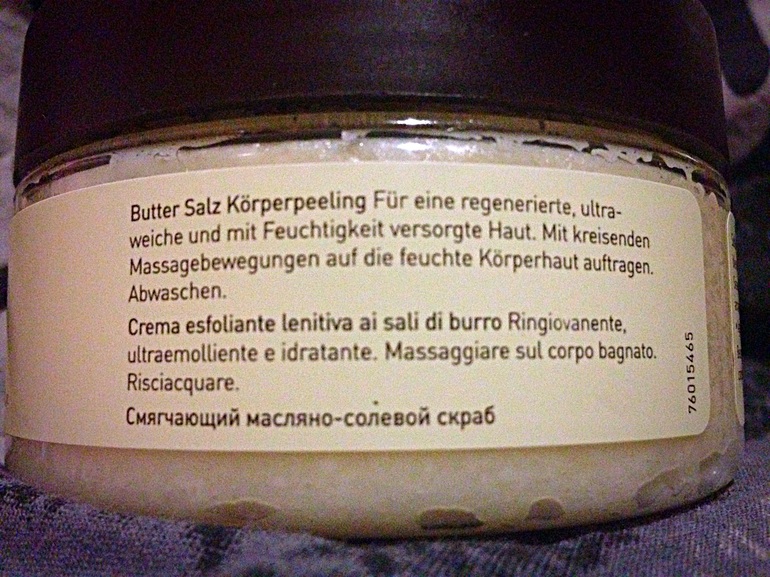 Butter Salz Körperpeeling Für eine regenerierte, ultra-
weiche und mit Feuchtigkeit versorgte Haut. Mit kreisenden
Massagebewegungen auf die feuchte Körperhaut auftragen.
Abwaschen.
Crema esfoliante lenitiva ai sali di burro Ringiovanente,
ultraemolliente e idratante. Massaggiare sul corpo bagnato.
Risciacquare.
Смягчающий масляно-солевой скраб
76015465